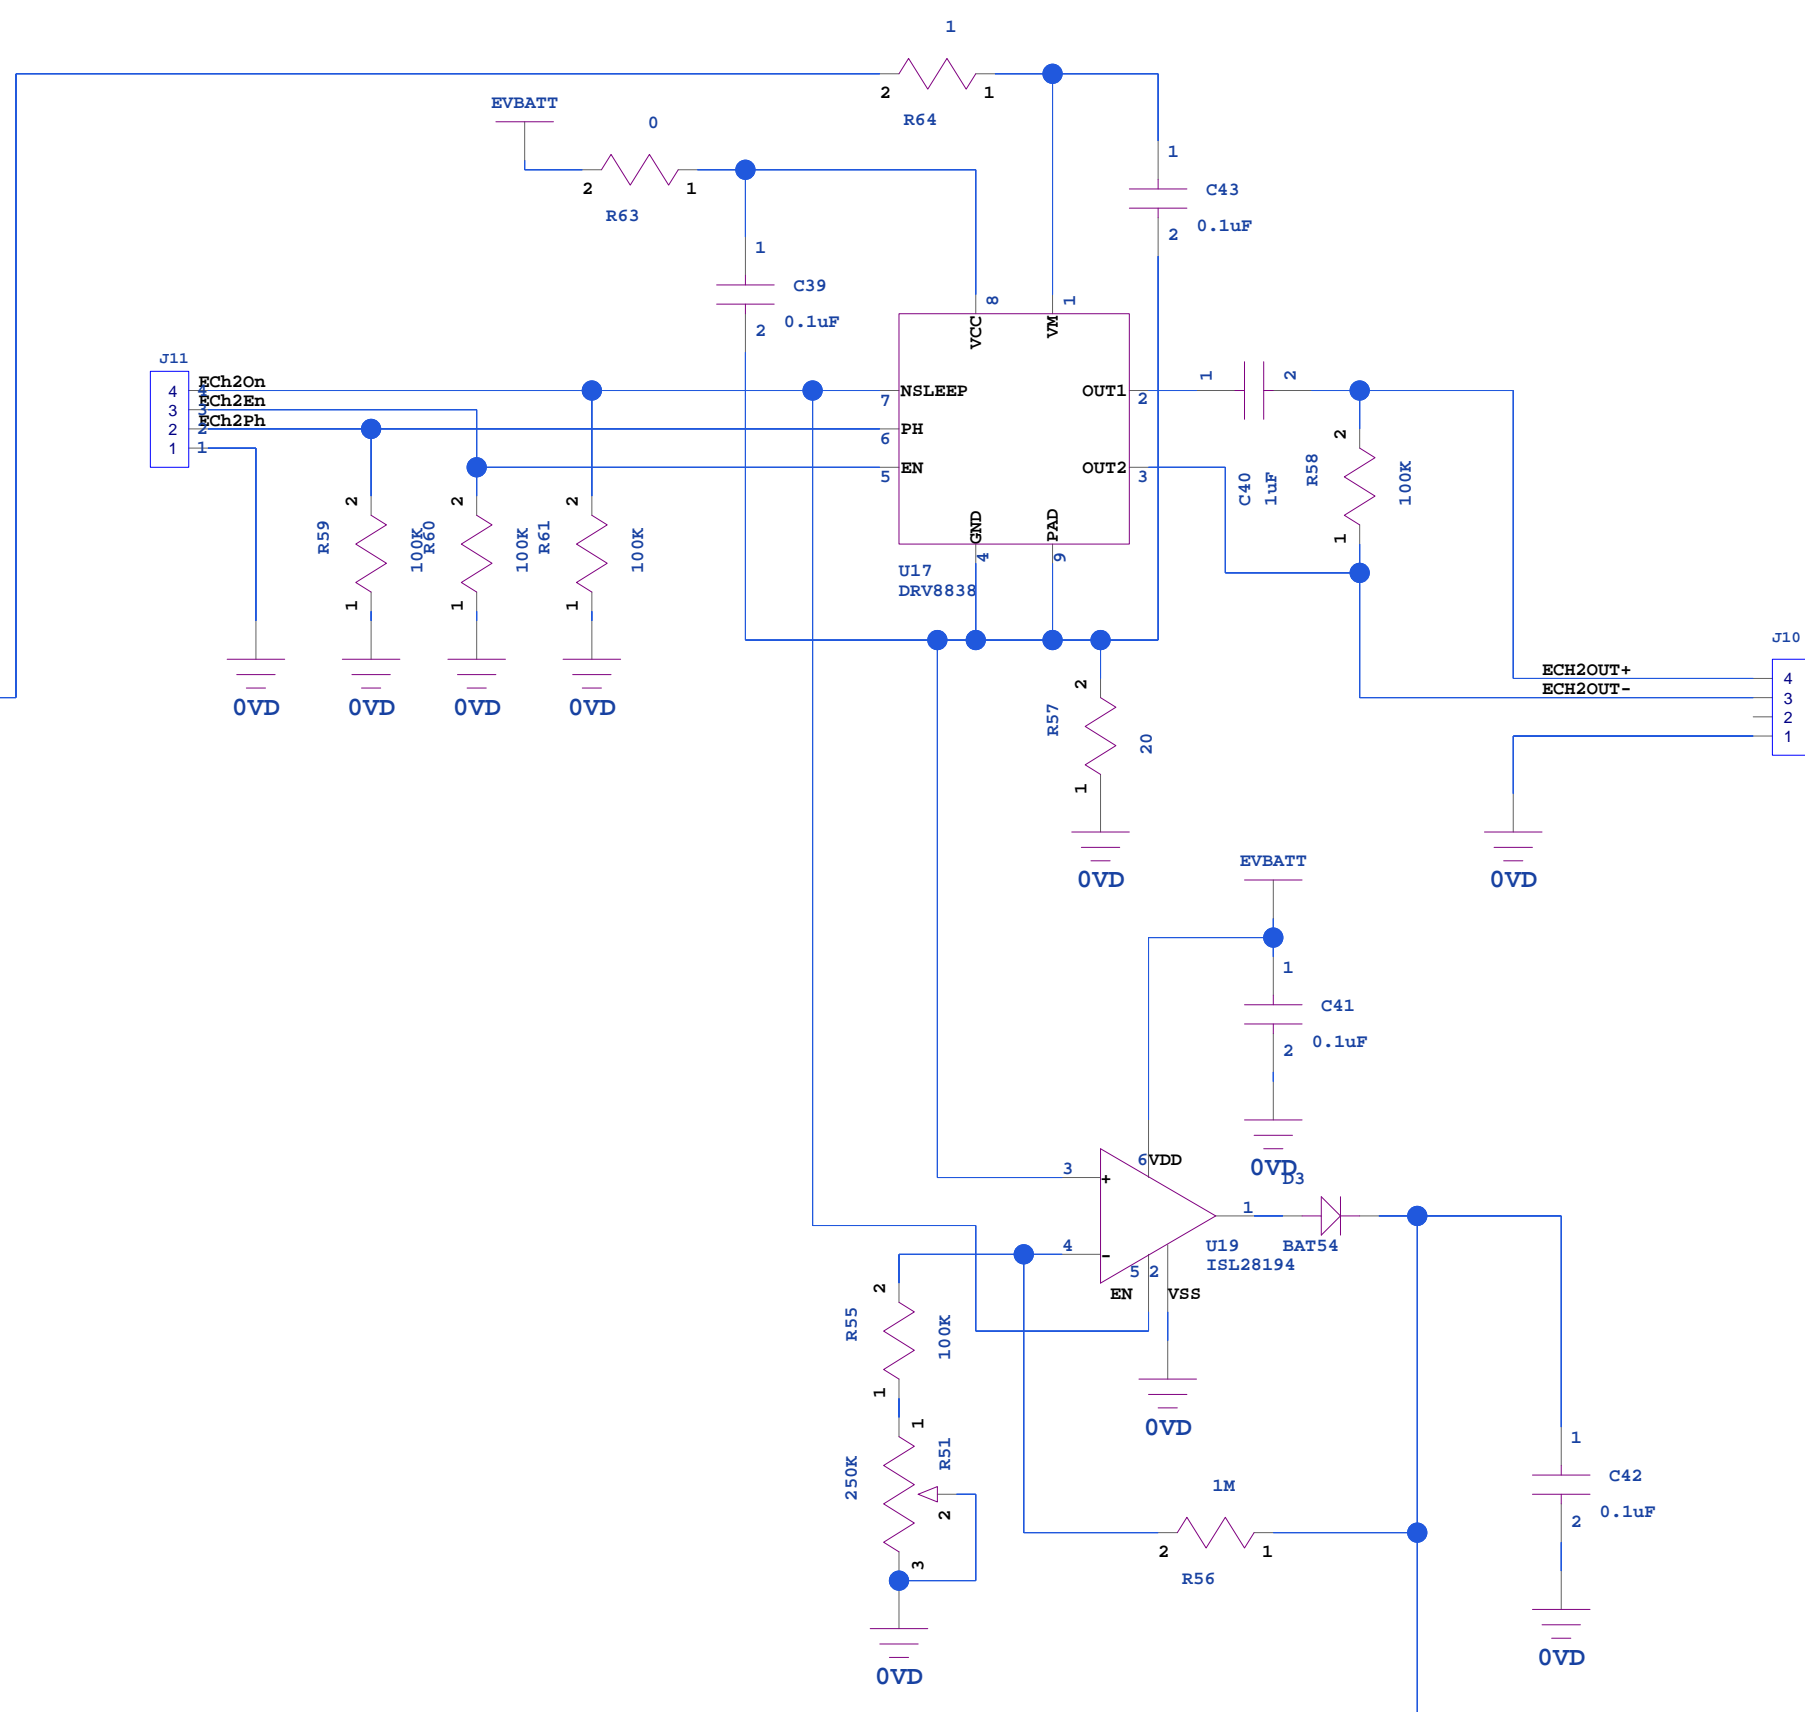 1
2
1
R64
EVBATT
0
2
1
R63
1
C43
0.1uF
2
1
C39
0.1uF
2
8
1
VCC
VM
J11
4
3
2
1
ECh2On
ECh2En
ECh2Ph
4
3
2
1
NSLEEP
7
PH
6
EN
5
OUT1
2
OUT2
3
GND
4
PAD
9
U17
DRV8838
1
2
C40
1uF
2
R58
100K
1
2
R59
100K
1
2
R60
100K
1
2
R61
100K
1
0VD
0VD
0VD
0VD
2
R57
20
1
0VD
J10
ECH2OUT+
ECH2OUT-
4
3
2
1
0VD
EVBATT
1
C41
0.1uF
2
0VD
D3
3
+
6
VDD
1
4
-
5
2
EN
VSS
U19
ISL28194
BAT54
0VD
2
R55
100K
1
1
R51
250K
2
3
0VD
1M
2
1
R56
1
C42
0.1uF
2
0VD